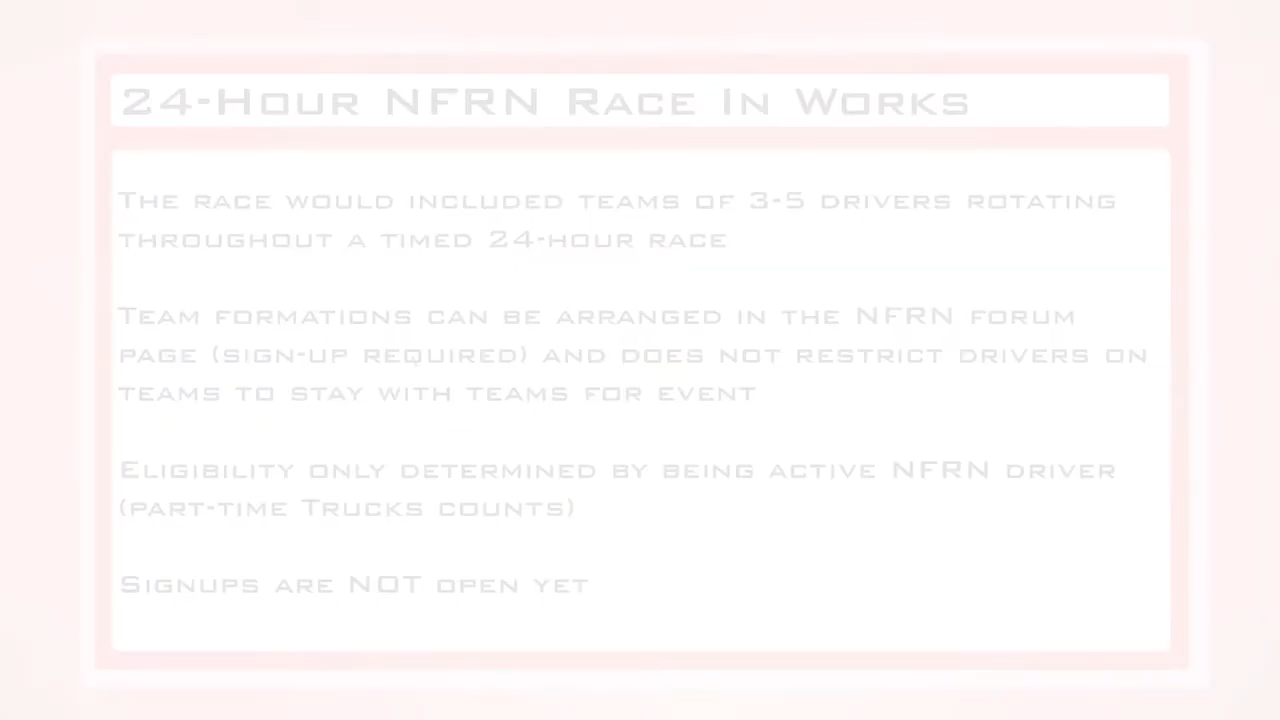 24-Hour NFRN Race In Works
The race would included teams of 3-5 drivers rotating
throughout a timed 24-hour race
Team formations can be arranged in the NFRN forum
page (sign-up required) and does not restrict drivers on
teams to stay with teams for event
Eligibility only determined by being active NFRN driver
(part-time Trucks counts)
Signups are NOT open yet